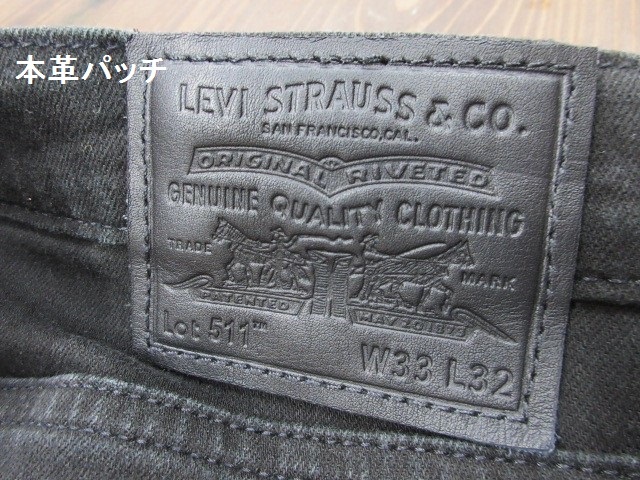 本革パッチ
LEVI STRAUSS & CO.
SAN FRANCISCO, CAL.
ORIGINAL RIVETED
GENUINE QUALITY CLOTHING
TRADE MARK
PATENTED MAY 20 1873
Lot 511™
W33 L32